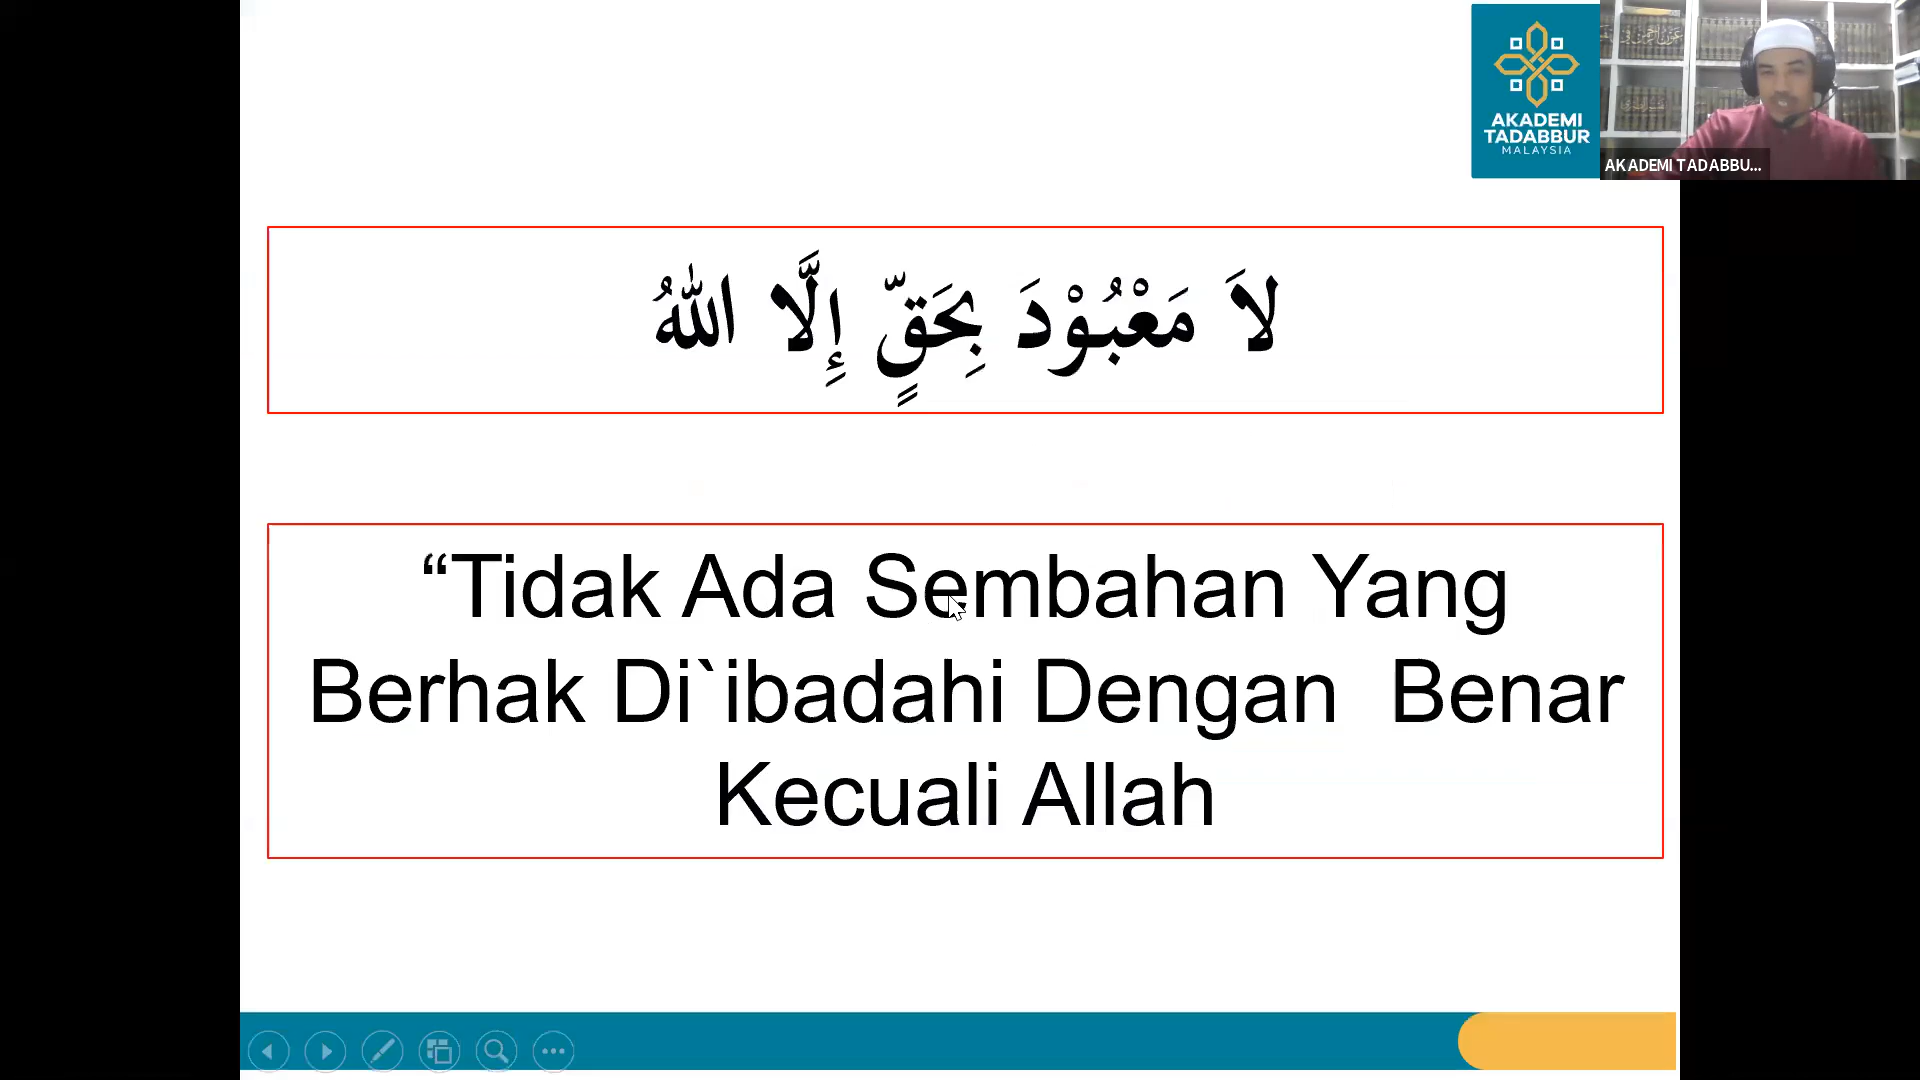 AKADEMI
TADABBUR
MALAYSIA
AKADEMI TADABBU...
لاَ مَعْبُوْدَ بِحَقٍّ إِلَّا اللهُ
“Tidak Ada Sembahan Yang
Berhak Di`ibadahi Dengan  Benar
Kecuali Allah